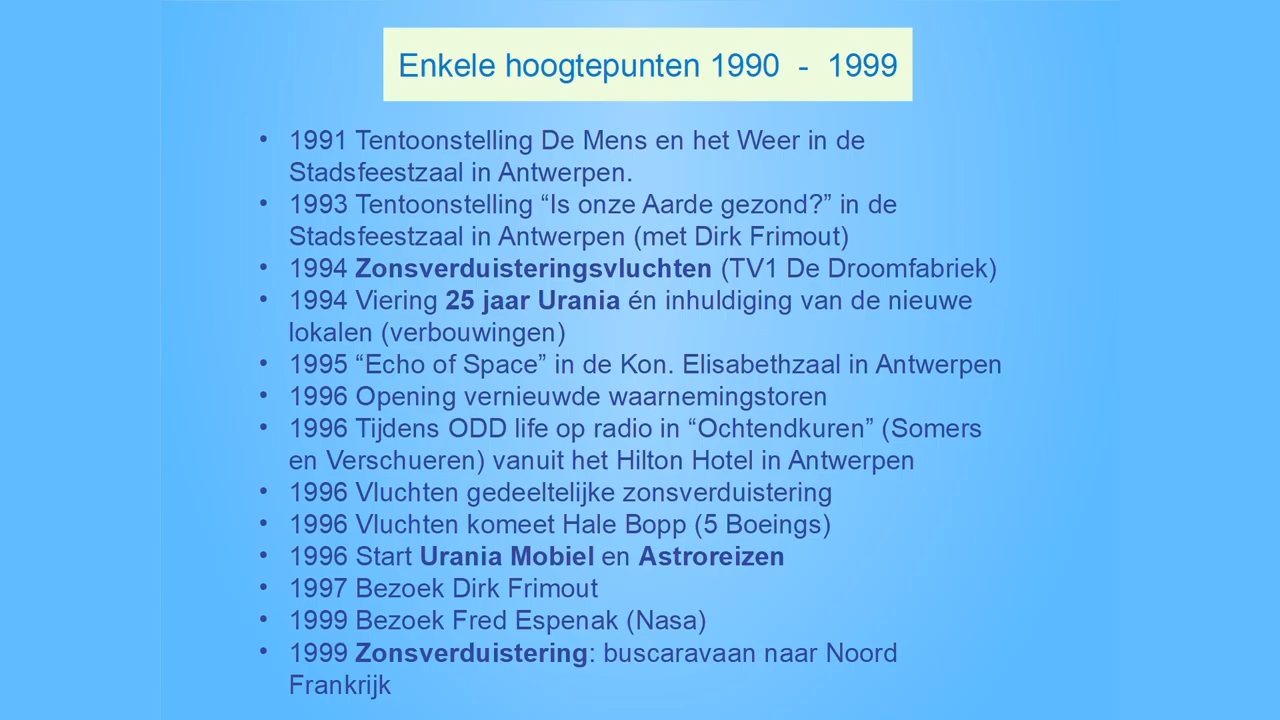 Enkele hoogtepunten 1990 - 1999
• 1991 Tentoonstelling De Mens en het Weer in de
Stadsfeestzaal in Antwerpen.
• 1993 Tentoonstelling “Is onze Aarde gezond?” in de
Stadsfeestzaal in Antwerpen (met Dirk Frimout)
• 1994 Zonsverduisteringsvluchten (TV1 De Droomfabriek)
• 1994 Viering 25 jaar Urania én inhuldiging van de nieuwe
lokalen (verbouwingen)
• 1995 “Echo of Space” in de Kon. Elisabethzaal in Antwerpen
• 1996 Opening vernieuwde waarnemingstoren
• 1996 Tijdens ODD life op radio in “Ochtendkuren” (Somers
en Verschueren) vanuit het Hilton Hotel in Antwerpen
• 1996 Vluchten gedeeltelijke zonsverduistering
• 1996 Vluchten komeet Hale Bopp (5 Boeings)
• 1996 Start Urania Mobiel en Astroreizen
• 1997 Bezoek Dirk Frimout
• 1999 Bezoek Fred Espenak (Nasa)
• 1999 Zonsverduistering: buscaravaan naar Noord
Frankrijk